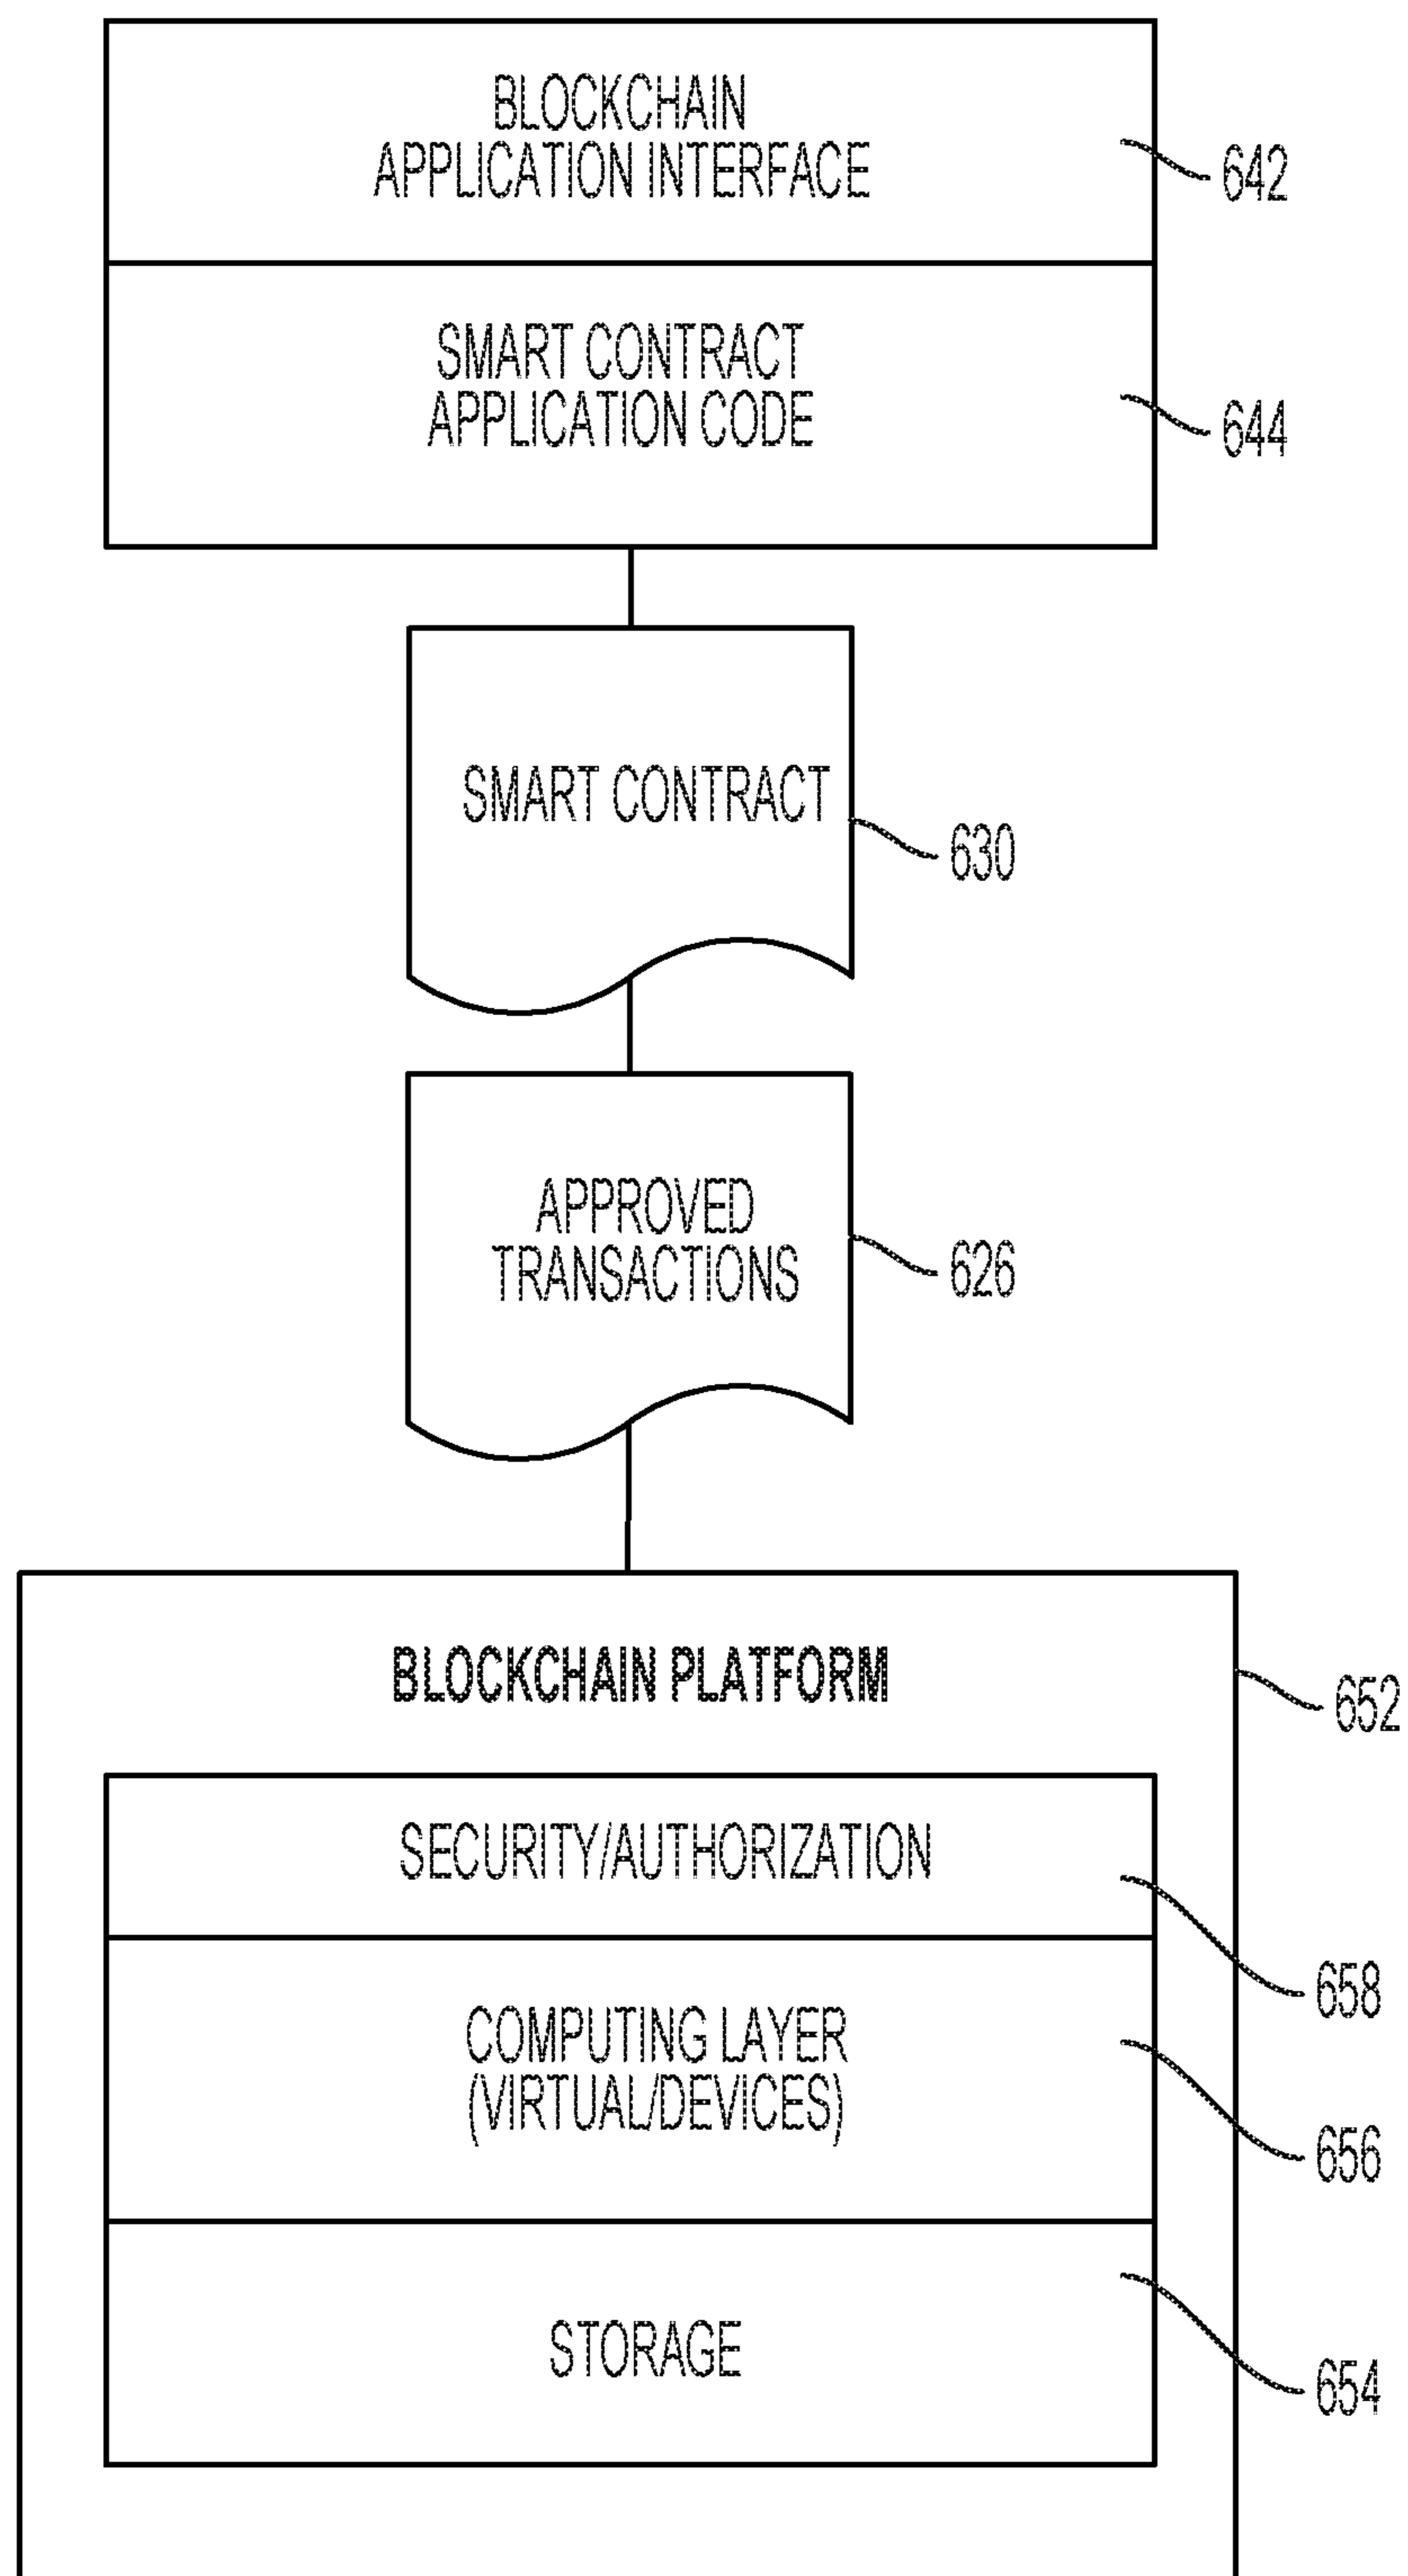 BLOCKCHAIN
APPLICATION INTERFACE
642
SMART CONTRACT
APPLICATION CODE
644
SMART CONTRACT
630
APPROVED
TRANSACTIONS
626
BLOCKCHAIN PLATFORM
652
SECURITY/AUTHORIZATION
658
COMPUTING LAYER
(VIRTUAL/DEVICES)
656
STORAGE
654